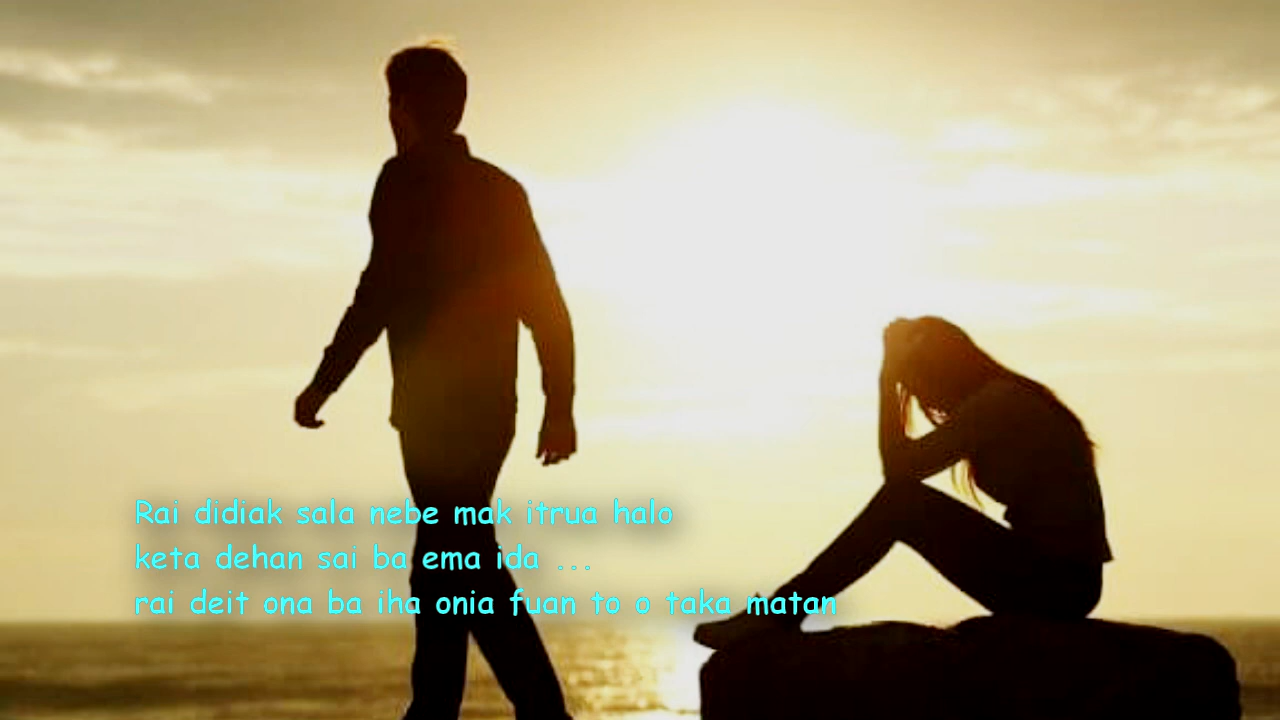 Rai didiak sala nebe mak itrua halo
keta dehan sai ba ema ida ...
rai deit ona ba iha onia fuan to o taka matan